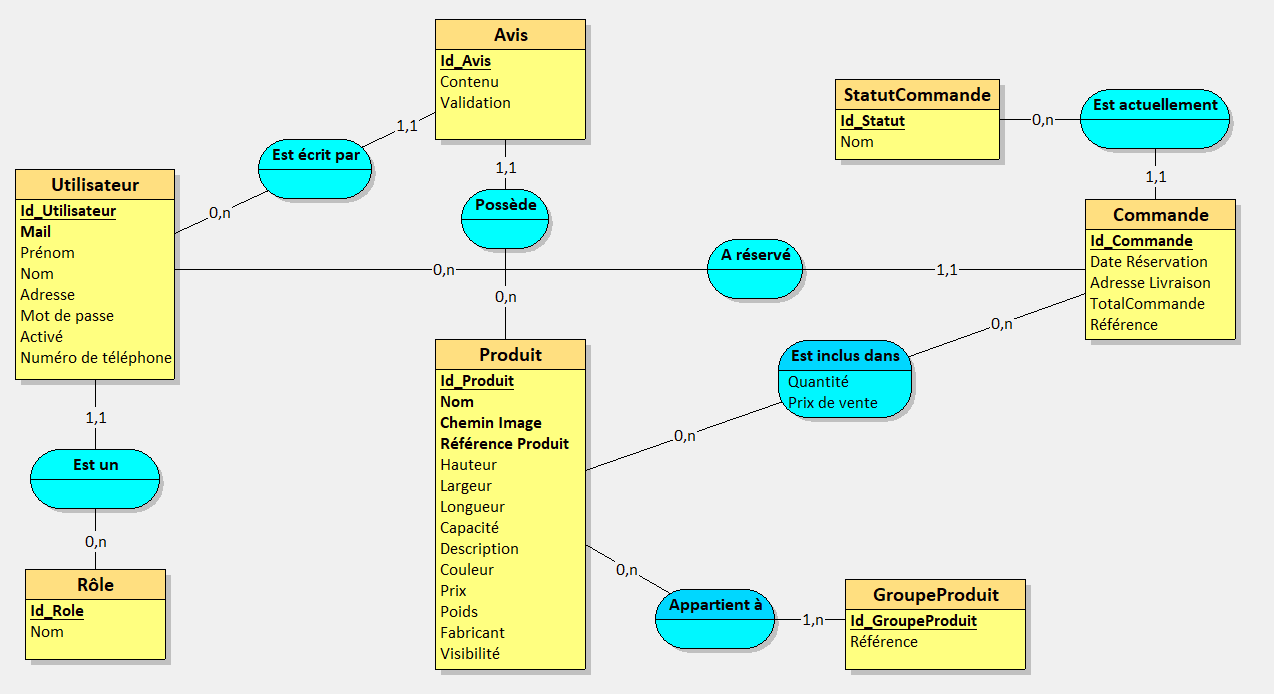 Avis
Id_Avis
Contenu
Validation
StatutCommande
Id_Statut
Nom
0,n
Est actuellement
1,1
1,1
Est écrit par
0,n
1,1
Possède
0,n
Utilisateur
Id_Utilisateur
Mail
Prénom
Nom
Adresse
Mot de passe
Activé
Numéro de téléphone
0,n
A réservé
1,1
Commande
Id_Commande
Date Réservation
Adresse Livraison
TotalCommande
Référence
0,n
Est inclus dans
Quantité
Prix de vente
0,n
Produit
Id_Produit
Nom
Chemin Image
Référence Produit
Hauteur
Largeur
Longueur
Capacité
Description
Couleur
Prix
Poids
Fabricant
Visibilité
1,1
Est un
0,n
Rôle
Id_Role
Nom
0,n
Appartient à
1,n
GroupeProduit
Id_GroupeProduit
Référence